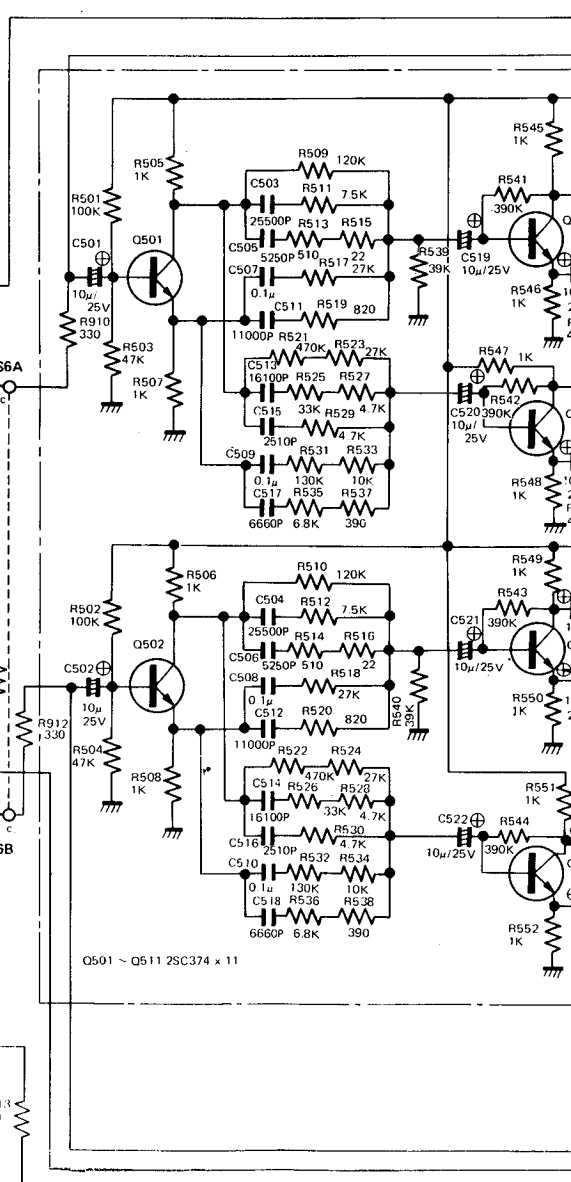 R545
1K
R509
120K
R505
1K
R541
390K
C503
R511
7.5K
R501
100K
25500P
C505
R513
R515
C501
Q501
5250P
510
22
R539
39K
C519
10μ/25V
C507
R517
27K
0.1μ
10μ/
25V
C511
R519
820
R546
1K
R910
330
11000P
R521
470K
R523
27K
R503
47K
R547
1K
S6A
C
C513
16100P
R525
R527
R507
1K
33K
4.7K
R542
390K
C520
10μ/
25V
C515
R529
2510P
4.7K
C509
R531
R533
0.1μ
130K
10K
R548
1K
C517
R535
R537
6660P
6.8K
390
R549
1K
R510
120K
R506
1K
R543
390K
C504
R512
7.5K
R502
100K
25500P
C521
10μ/25V
Q502
C506
R514
R516
5250P
510
22
C502
C508
R518
27K
0.1μ
R540
39K
10μ
25V
R550
1K
C512
R520
820
R912
330
11000P
R504
47K
R522
470K
R524
27K
R508
1K
R551
1K
C514
R526
R528
16100P
33K
4.7K
C522
R544
10μ/25V
390K
C516
R530
2510P
4.7K
6B
C
C510
R532
R534
0.1μ
130K
10K
C518
R536
R538
6660P
6.8K
390
R552
1K
Q501 ~ Q511 2SC374 x 11